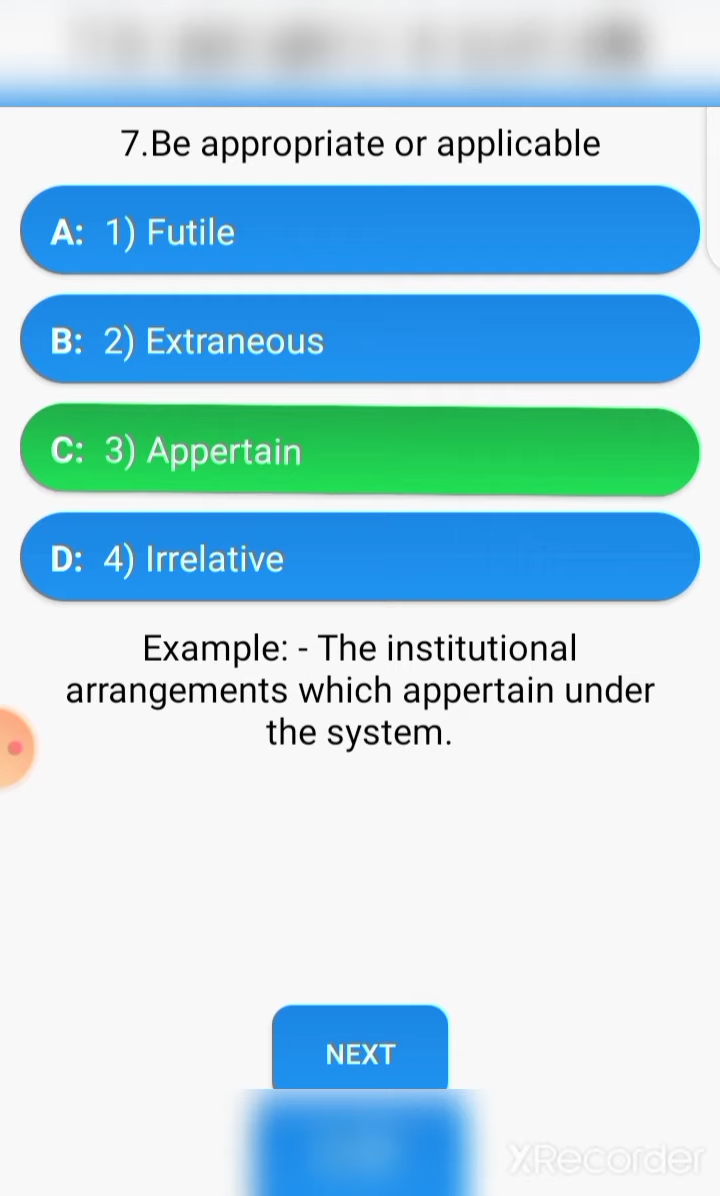 7.Be appropriate or applicable
A: 1) Futile
B: 2) Extraneous
C: 3) Appertain
D: 4) Irrelative
Example: - The institutional
arrangements which appertain under
the system.
NEXT
XRecorder